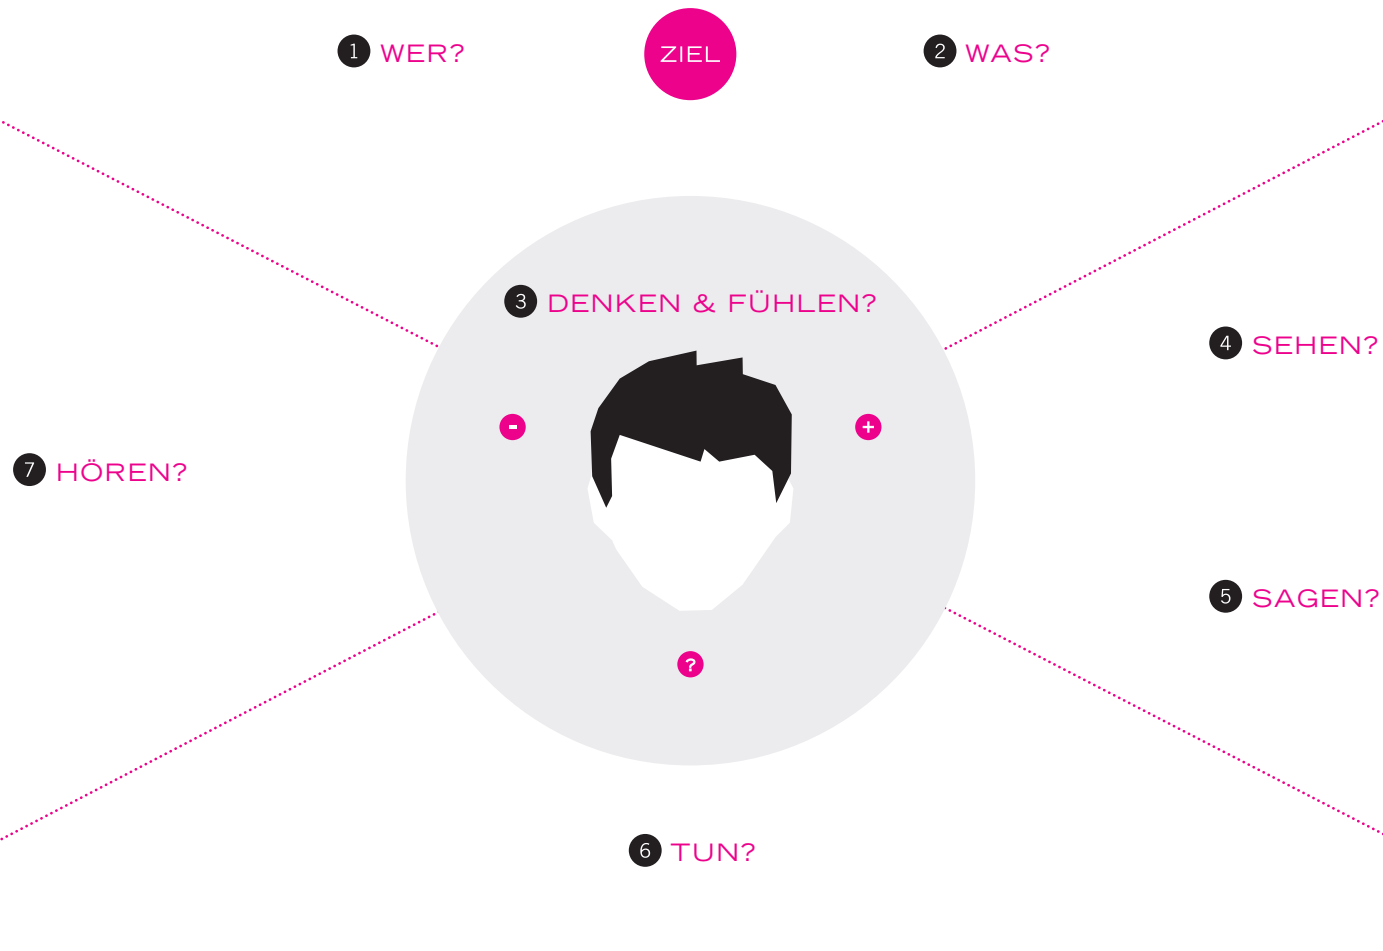 1 WER?
ZIEL
2 WAS?
3 DENKEN & FÜHLEN?
4 SEHEN?
-
+
7 HÖREN?
5 SAGEN?
?
6 TUN?